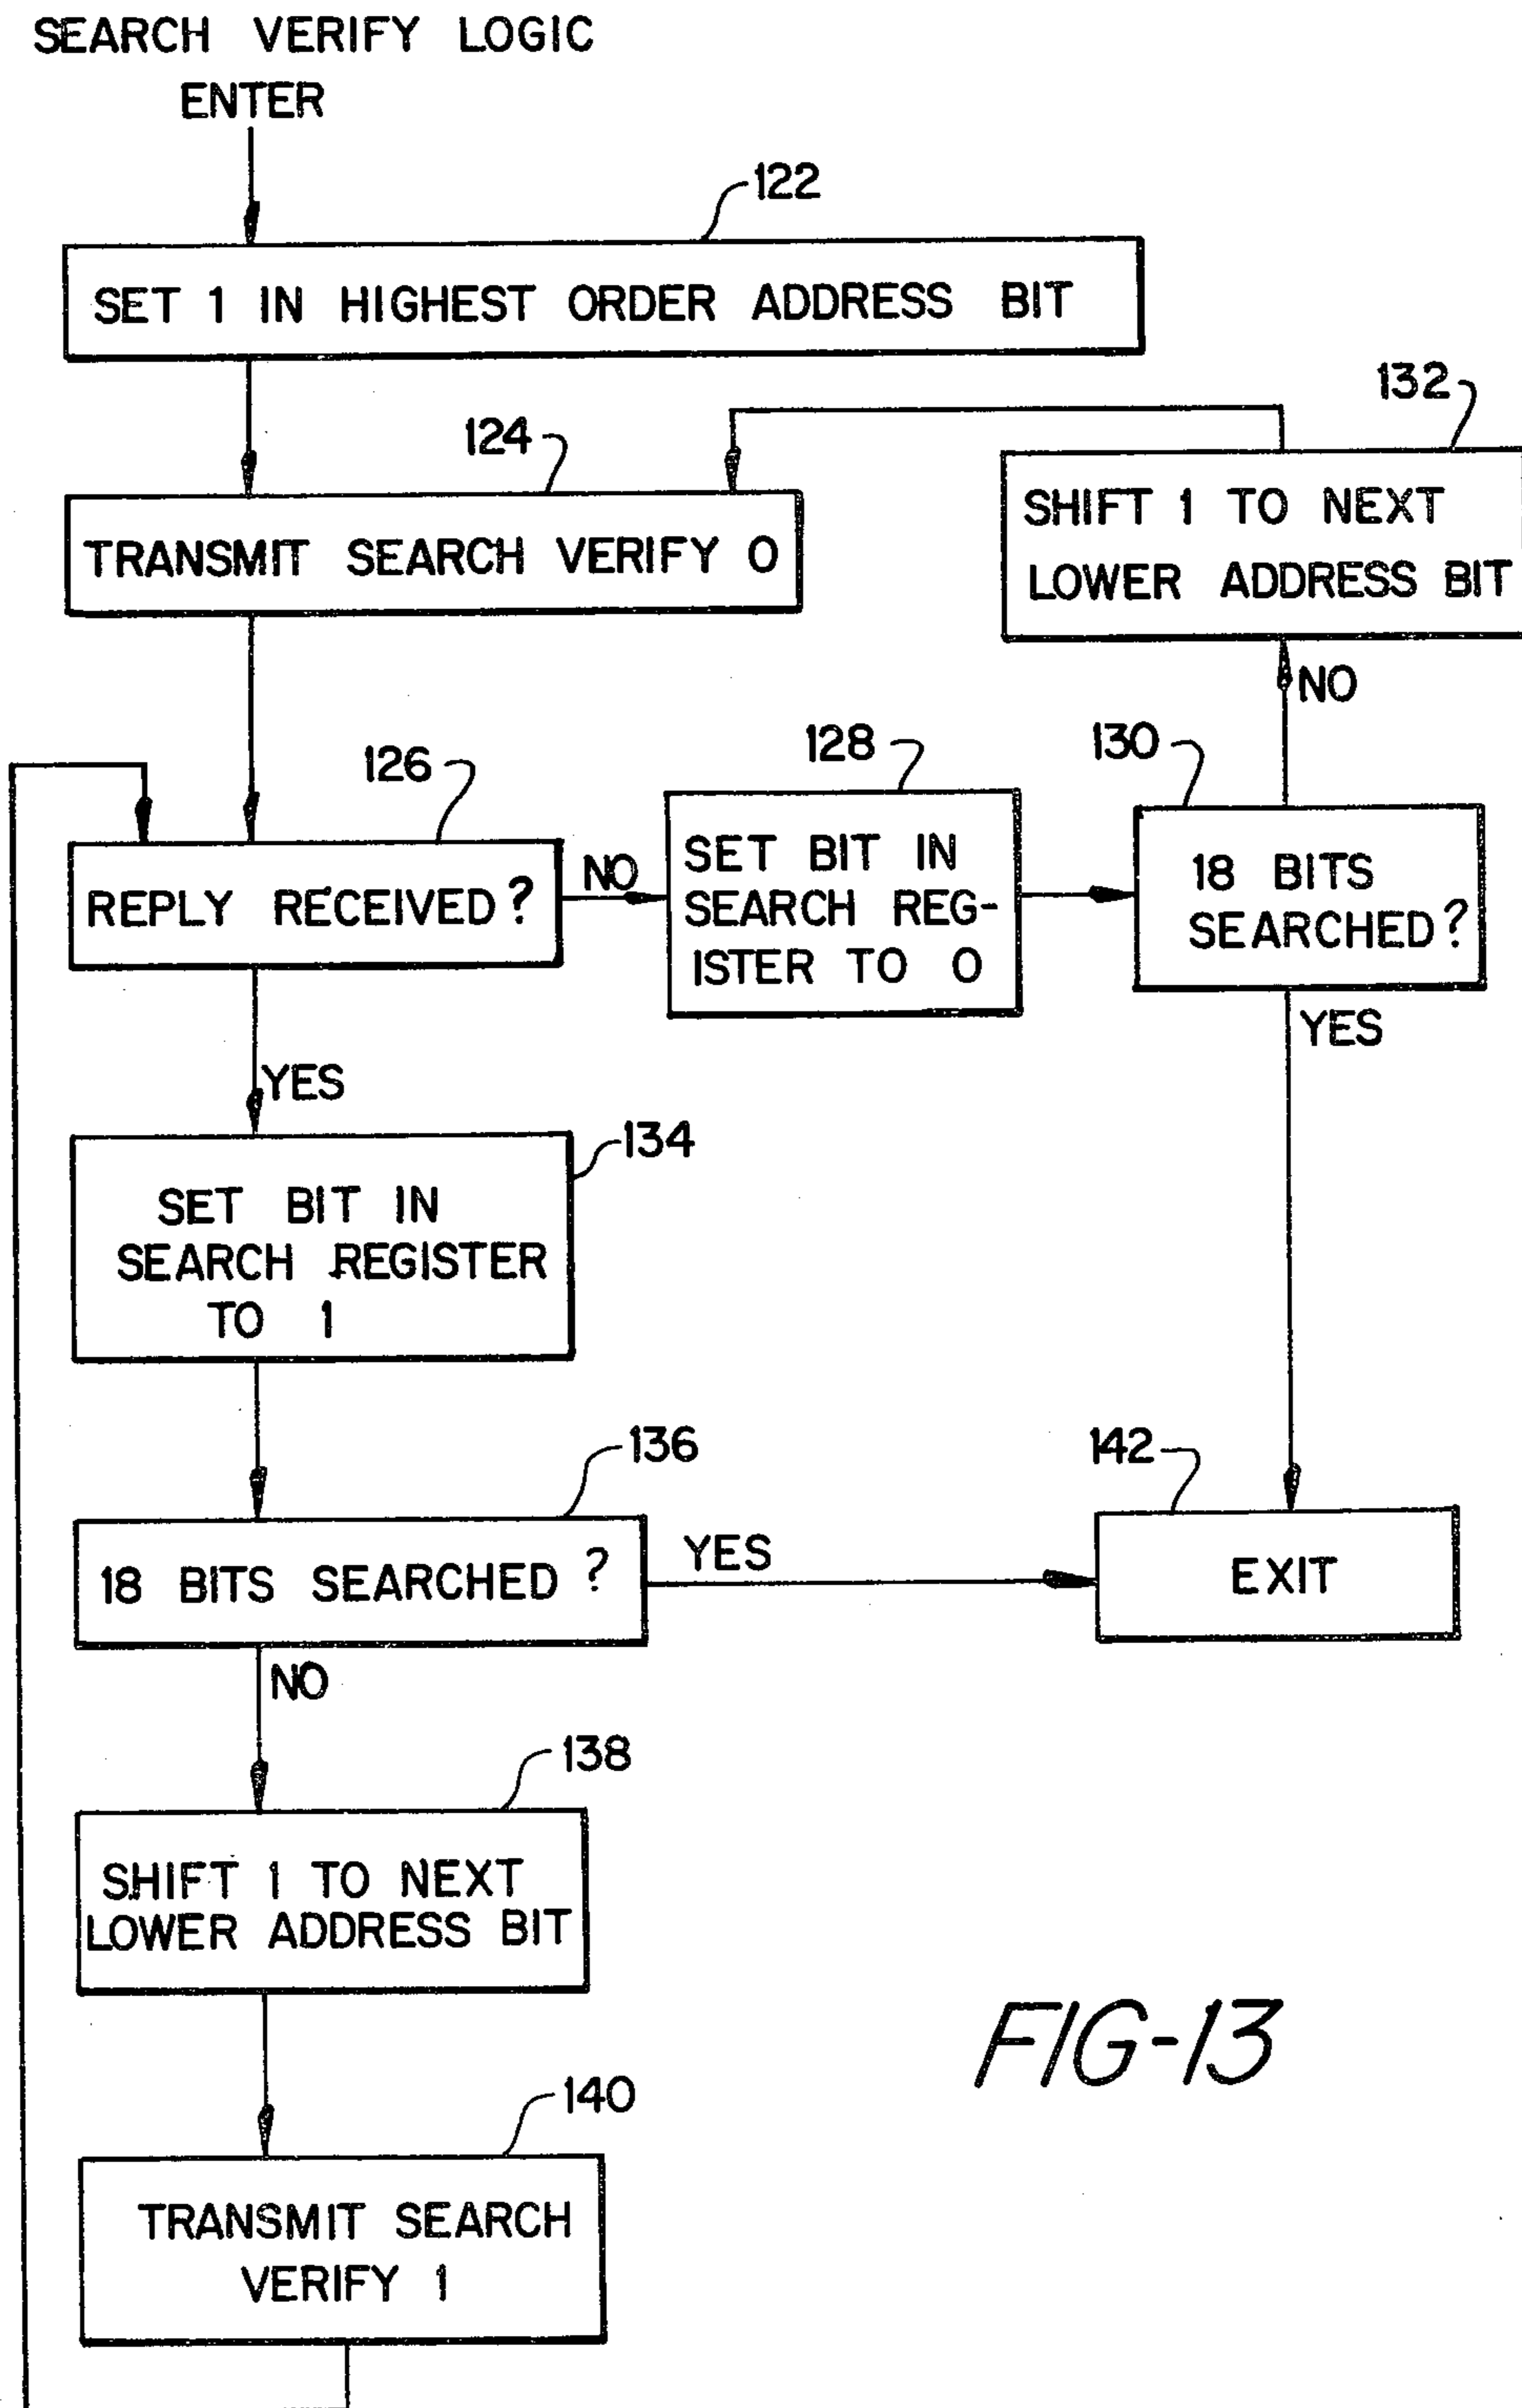 SEARCH VERIFY LOGIC
ENTER
122
SET 1 IN HIGHEST ORDER ADDRESS BIT
132
124
SHIFT 1 TO NEXT
LOWER ADDRESS BIT
TRANSMIT SEARCH VERIFY 0
NO
126
128
130
REPLY RECEIVED?
NO
SET BIT IN
SEARCH REG-
ISTER TO 0
18 BITS
SEARCHED?
YES
YES
134
SET BIT IN
SEARCH REGISTER
TO 1
136
142
18 BITS SEARCHED?
YES
EXIT
NO
138
SHIFT 1 TO NEXT
LOWER ADDRESS BIT
FIG-13
140
TRANSMIT SEARCH
VERIFY 1